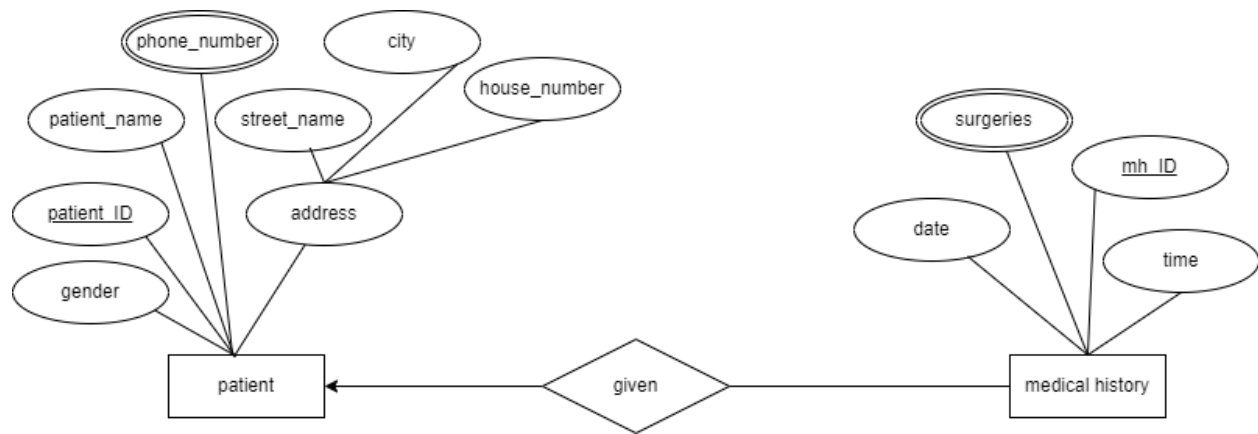 phone_number
city
house_number
patient_name
street_name
surgeries
mh_ID
patient_ID
address
date
time
gender
patient
given
medical history